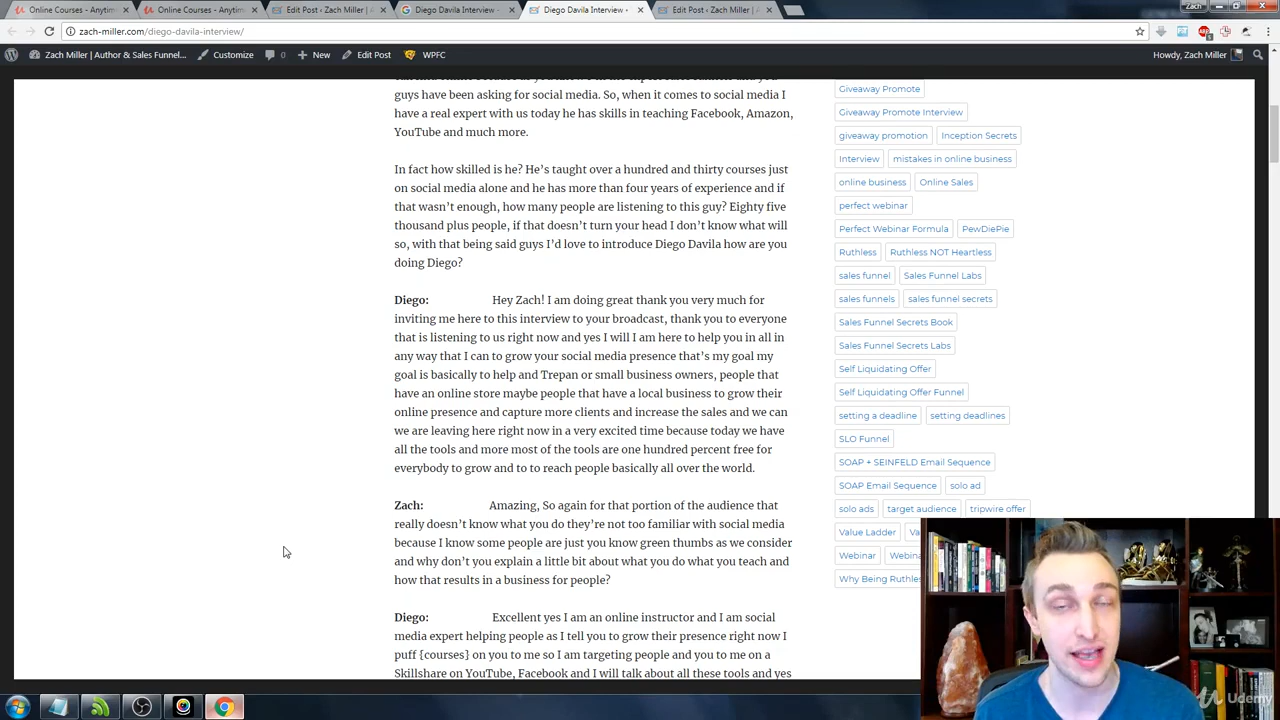 Online Courses - Anytim
Online Courses - Anytim
Edit Post ‹ Zach Miller | A
Diego Davila Interview -
Diego Davila Interview -
Edit Post ‹ Zach Miller | A
Zach
zach-miller.com/diego-davila-interview/
Zach Miller | Author & Sales Funnel...
Customize
0
New
Edit Post
WPFC
Howdy, Zach Miller
guys have been asking for social media. So, when it comes to social media I
have a real expert with us today he has skills in teaching Facebook, Amazon,
YouTube and much more.
In fact how skilled is he? He's taught over a hundred and thirty courses just
on social media alone and he has more than four years of experience and if
that wasn't enough, how many people are listening to this guy? Eighty five
thousand plus people, if that doesn't turn your head I don't know what will
so, with that being said guys I'd love to introduce Diego Davila how are you
doing Diego?
Diego: Hey Zach! I am doing great thank you very much for
inviting me here to this interview to your broadcast, thank you to everyone
that is listening to us right now and yes I will I am here to help you in all in
any way that I can to grow your social media presence that's my goal my
goal is basically to help and Trepan or small business owners, people that
have an online store maybe people that have a local business to grow their
online presence and capture more clients and increase the sales and we can
we are leaving here right now in a very excited time because today we have
all the tools and more most of the tools are one hundred percent free for
everybody to grow and to to reach people basically all over the world.
Zach: Amazing, So again for that portion of the audience that
really doesn't know what you do they're not too familiar with social media
because I know some people are just you know green thumbs as we consider
and why don't you explain a little bit about what you do what you teach and
how that results in a business for people?
Diego: Excellent yes I am an online instructor and I am social
media expert helping people as I tell you to grow their presence right now I
puff {courses} on you to me so I am targeting people and you to me on a
Skillshare on YouTube, Facebook and I will talk about all these tools and yes
Giveaway Promote
Giveaway Promote Interview
giveaway promotion Inception Secrets
Interview mistakes in online business
online business Online Sales
perfect webinar
Perfect Webinar Formula PewDiePie
Ruthless Ruthless NOT Heartless
sales funnel Sales Funnel Labs
sales funnels sales funnel secrets
Sales Funnel Secrets Book
Sales Funnel Secrets Labs
Self Liquidating Offer
Self Liquidating Offer Funnel
setting a deadline setting deadlines
SLO Funnel
SOAP + SEINFELD Email Sequence
SOAP Email Sequence solo ad
solo ads target audience tripwire offer
Value Ladder Va
Webinar Webina
Why Being Ruthles
Udemy